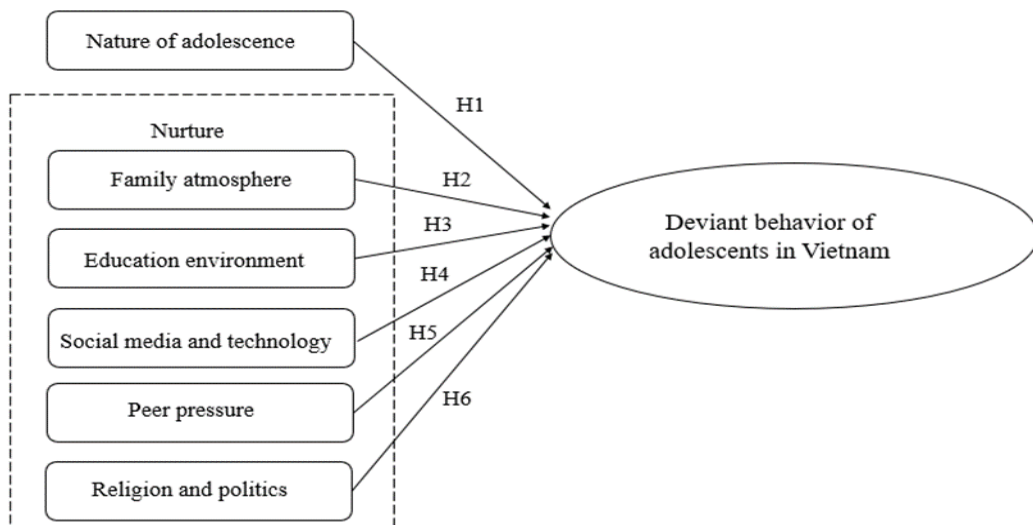 Nature of adolescence
H1
Nurture
Family atmosphere
H2
Education environment
H3
Social media and technology
H4
Peer pressure
H5
Religion and politics
H6
Deviant behavior of
adolescents in Vietnam